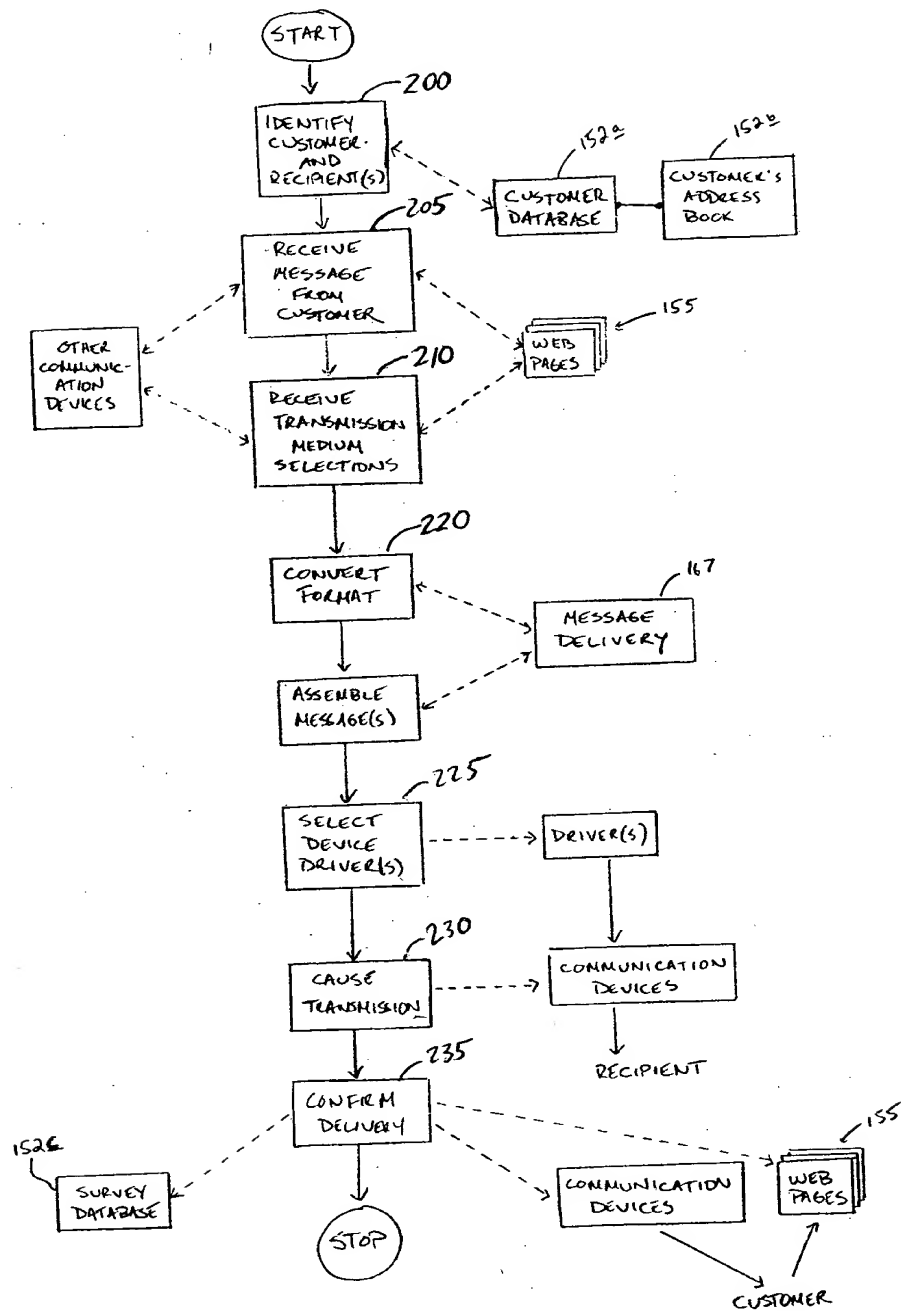 START
200
IDENTIFY
CUSTOMER
AND
RECIPIENT(S)
152a
CUSTOMER
DATABASE
152b
CUSTOMER'S
ADDRESS
BOOK
205
RECEIVE
MESSAGE
FROM
CUSTOMER
OTHER
COMMUNIC-
ATION
DEVICES
155
WEB
PAGES
210
RECEIVE
TRANSMISSION
MEDIUM
SELECTIONS
220
CONVERT
FORMAT
167
MESSAGE
DELIVERY
ASSEMBLE
MESSAGE(S)
225
SELECT
DEVICE
DRIVER(S)
DRIVER(S)
230
CAUSE
TRANSMISSION
COMMUNICATION
DEVICES
RECIPIENT
235
CONFIRM
DELIVERY
152c
SURVEY
DATABASE
STOP
COMMUNICATION
DEVICES
155
WEB
PAGES
CUSTOMER